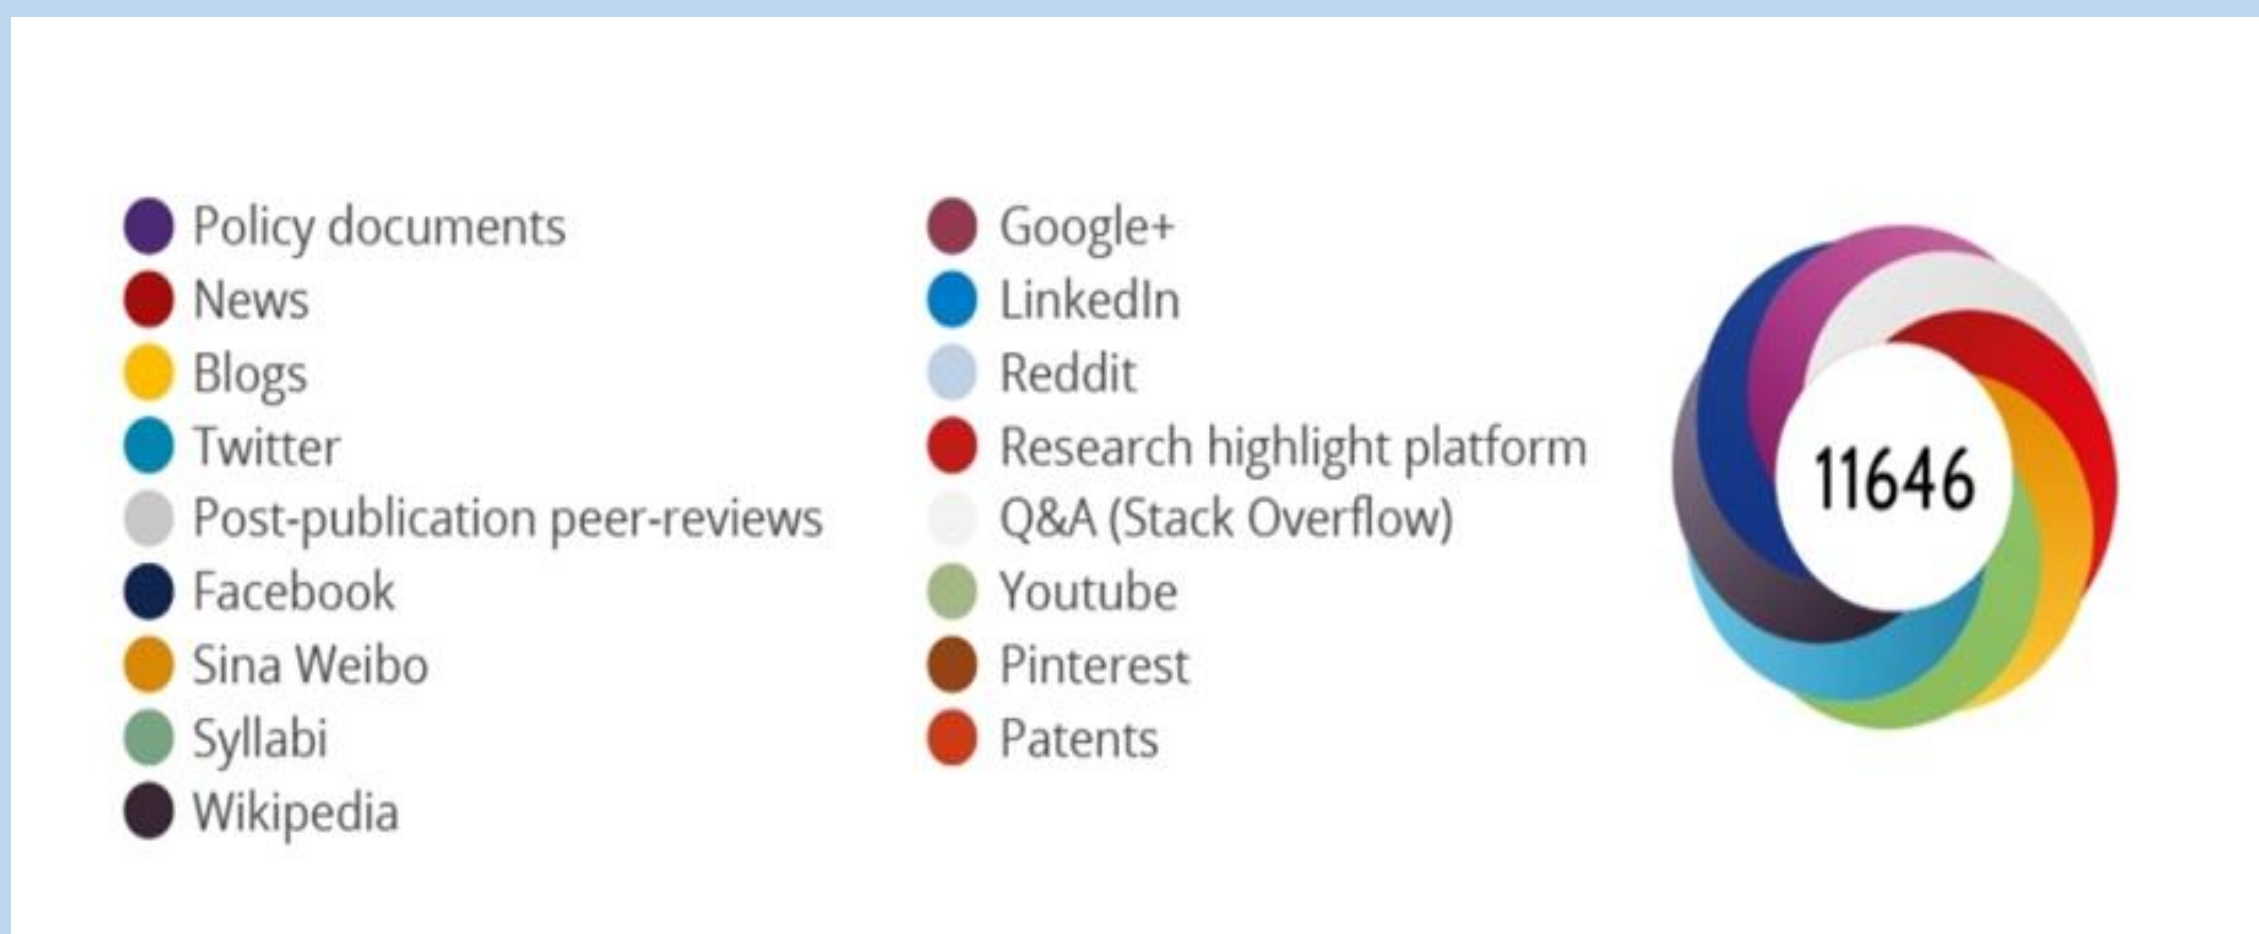 Policy documents
News
Blogs
Twitter
Post-publication peer-reviews
Facebook
Sina Weibo
Syllabi
Wikipedia
Google+
LinkedIn
Reddit
Research highlight platform
Q&A (Stack Overflow)
Youtube
Pinterest
Patents
11646